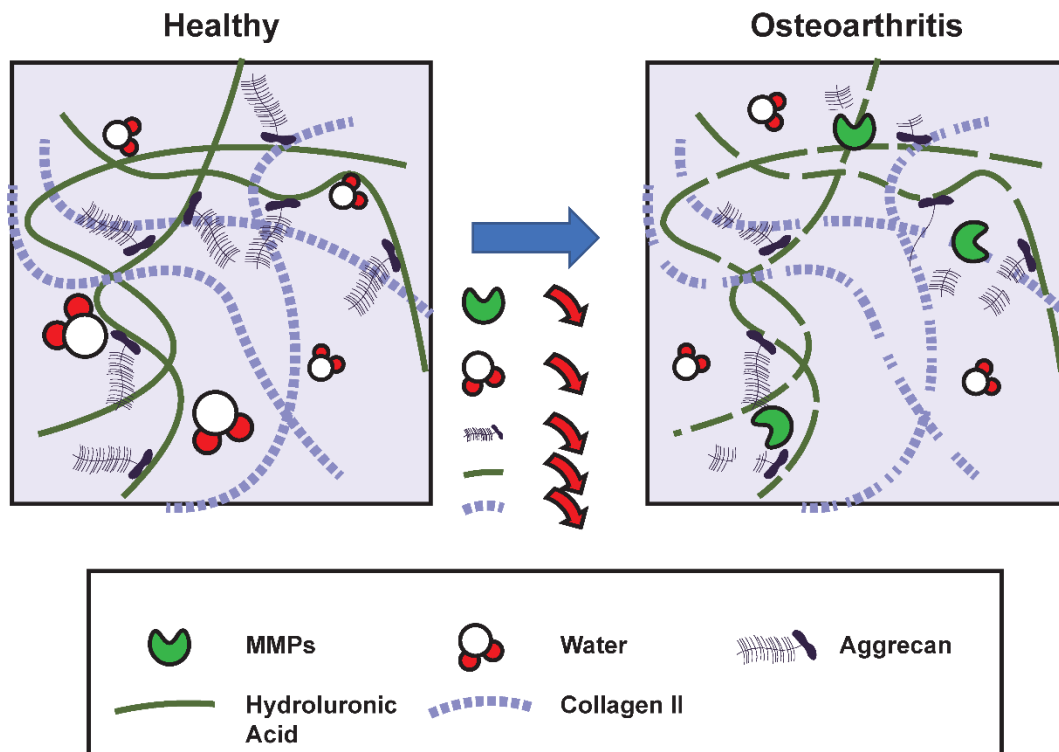 Healthy
Osteoarthritis
MMPs
Water
Aggrecan
Hydroluronic
Acid
Collagen II